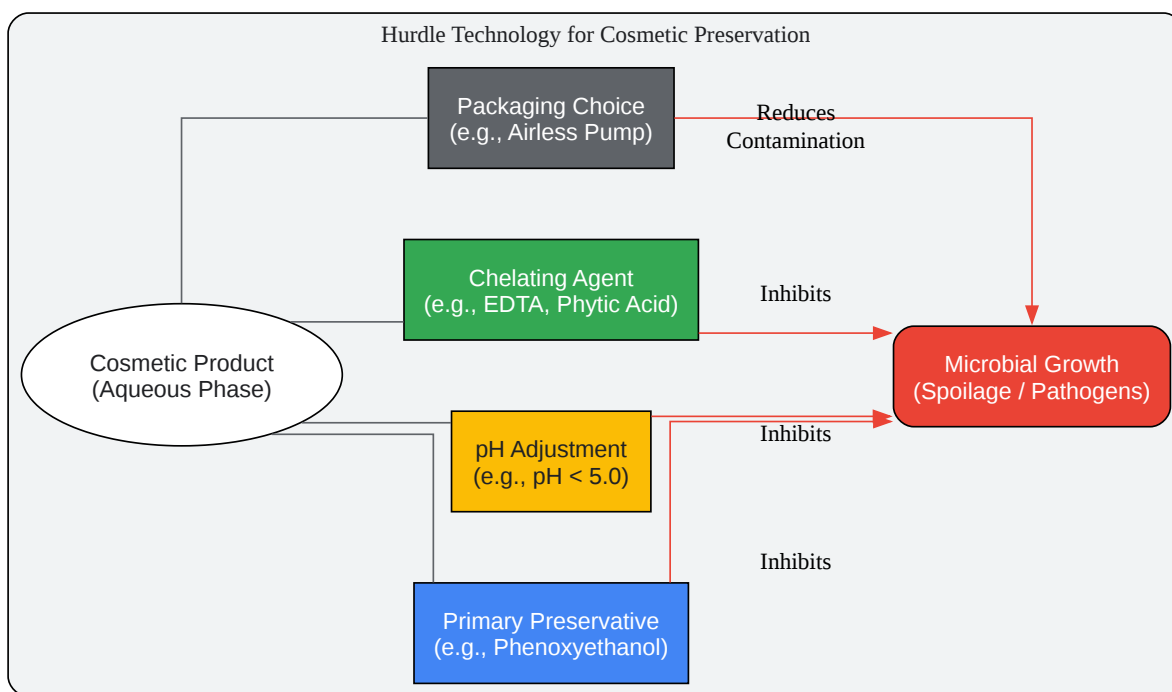 Hurdle Technology for Cosmetic Preservation
Packaging Choice
(e.g., Airless Pump)
Reduces
Contamination
Chelating Agent
(e.g., EDTA, Phytic Acid)
Inhibits
Cosmetic Product
(Aqueous Phase)
Microbial Growth
(Spoilage / Pathogens)
pH Adjustment
(e.g., pH < 5.0)
Inhibits
Primary Preservative
(e.g., Phenoxyethanol)
Inhibits